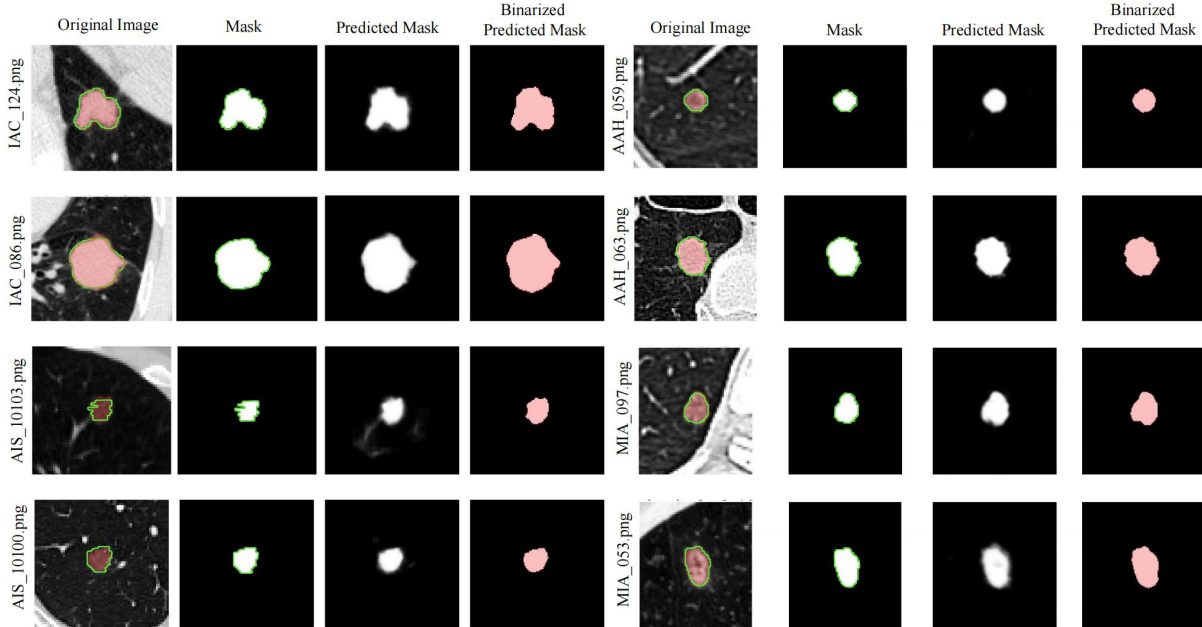 Original Image
Mask
Predicted Mask
Binarized
Predicted Mask
Original Image
Mask
Predicted Mask
Binarized
Predicted Mask
IAC_124.png
AAH_059.png
IAC_086.png
AAH_063.png
AIS_10103.png
MIA_097.png
AIS_10100.png
MIA_053.png